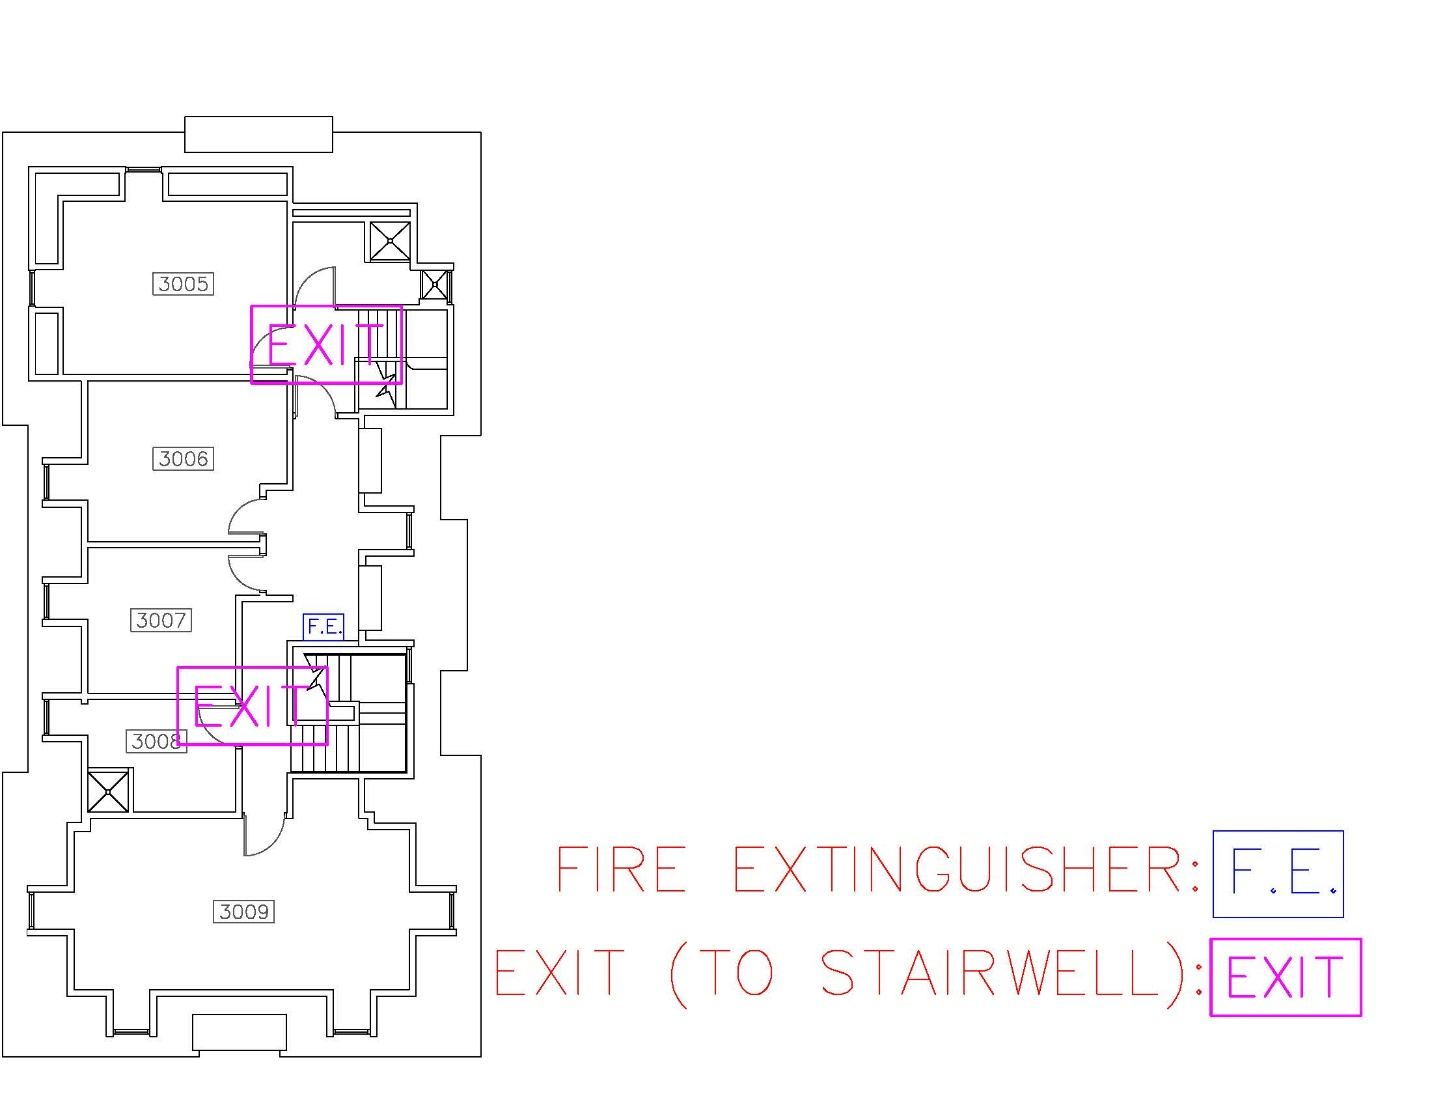 3005
EXIT
3006
3007
F.E.
EXIT
3008
3009
FIRE EXTINGUISHER: F.E.
EXIT (TO STAIRWELL): EXIT